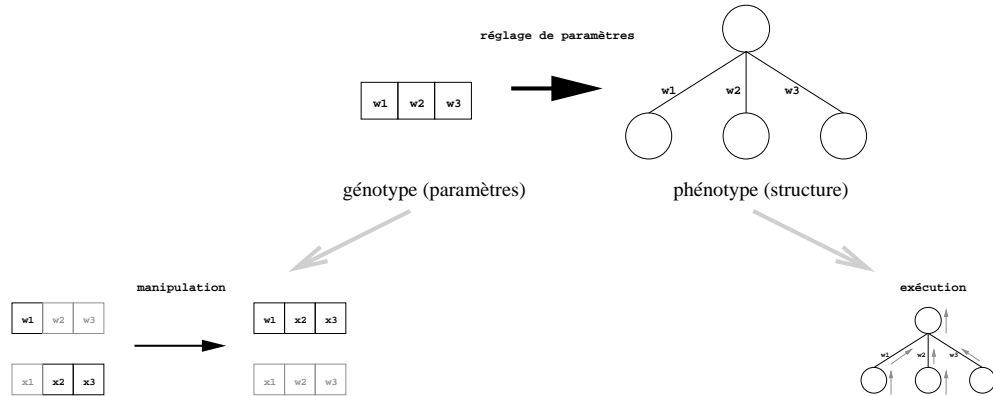 réglage de paramètres
w1 w2 w3
w1 w2 w3
génotype (paramètres)
phénotype (structure)
manipulation
exécution
w1 w2 w3
w1 x2 x3
w1 w2 w3
x1 x2 x3
x1 w2 w3